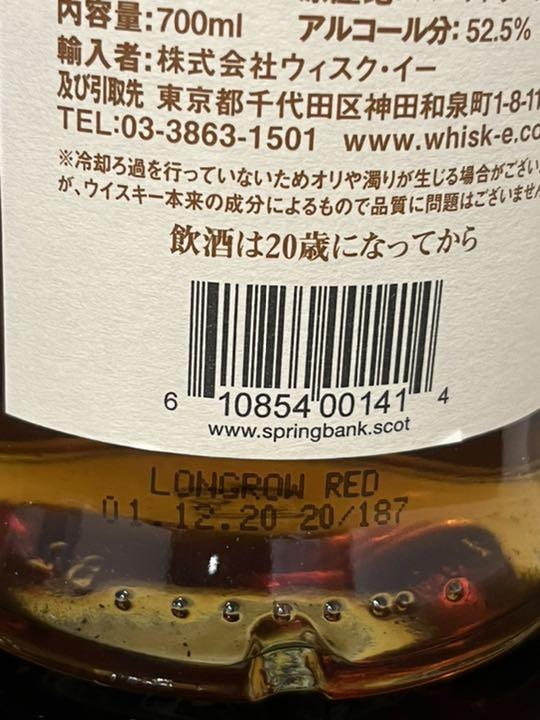 内容量:700ml アルコール分: 52.5%
輸入者:株式会社ウィスク・イー
及び引取先 東京都千代田区神田和泉町1-8-11
TEL:03-3863-1501 www.whisk-e.co
※冷却ろ過を行っていないためオリや濁りが生じる場合がござい
が、ウイスキー本来の成分によるもので品質に問題はございません
飲酒は20歳になってから
6 10854 00141 4
www.springbank.scot
LONGROW RED
01.12.20 20/187